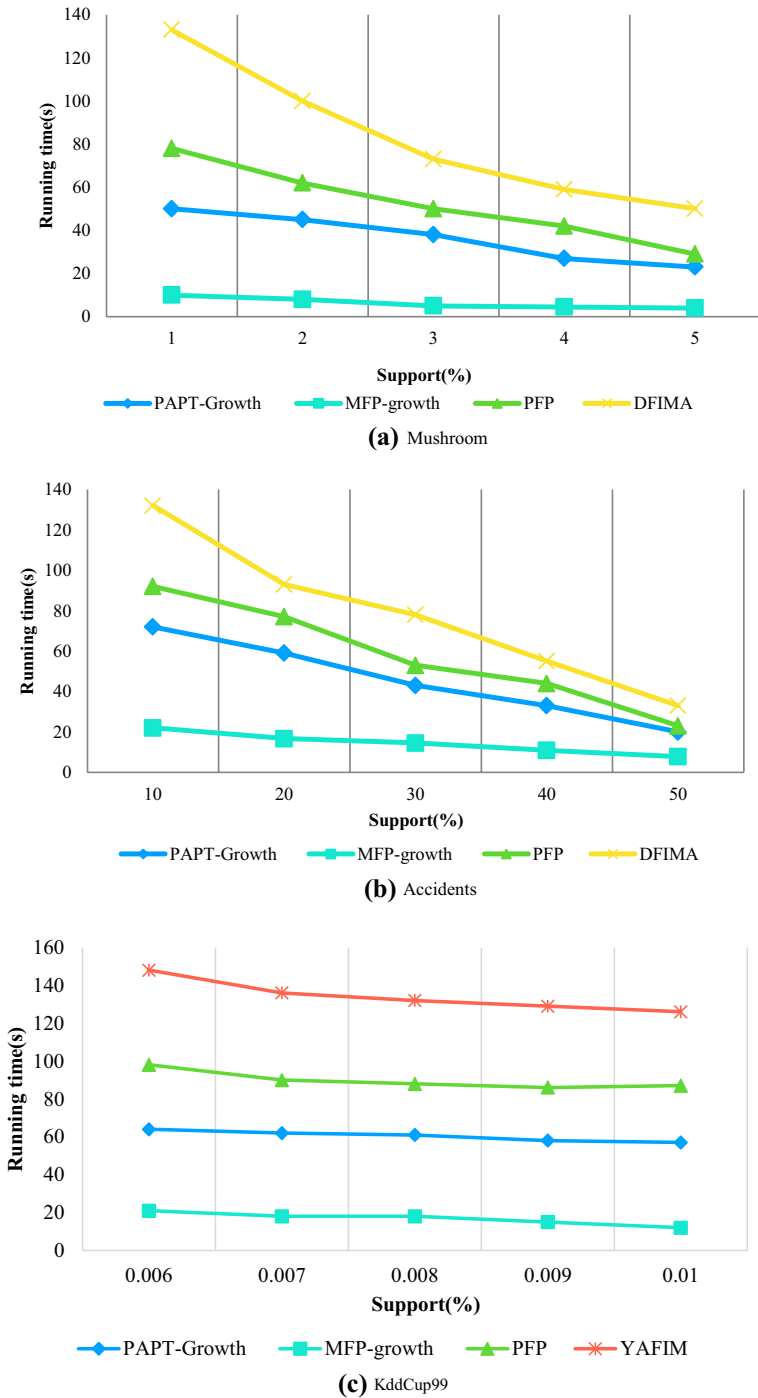 140
120
100
80
60
40
20
0
Running time(s)
1 2 3 4 5
Support(%)
PAPT-Growth MFP-growth PFP DFIMA
(a) Mushroom
140
120
100
80
60
40
20
0
Running time(s)
10 20 30 40 50
Support(%)
PAPT-Growth MFP-growth PFP DFIMA
(b) Accidents
160
140
120
100
80
60
40
20
0
Running time(s)
0.006 0.007 0.008 0.009 0.01
Support(%)
PAPT-Growth MFP-growth PFP YAFIM
(c) KddCup99